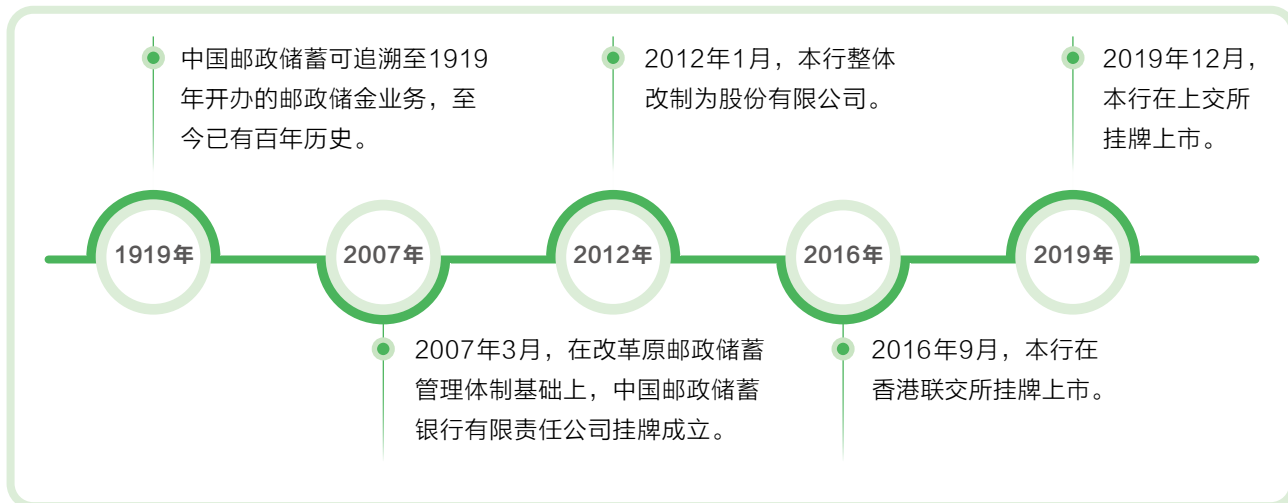 中国邮政储蓄可追溯至1919
年开办的邮政储金业务，至
今已有百年历史。
2012年1月，本行整体
改制为股份有限公司。
2019年12月，
本行在上交所
挂牌上市。
1919年
2007年
2012年
2016年
2019年
2007年3月，在改革原邮政储蓄
管理体制基础上，中国邮政储蓄
银行有限责任公司挂牌成立。
2016年9月，本行在
香港联交所挂牌上市。